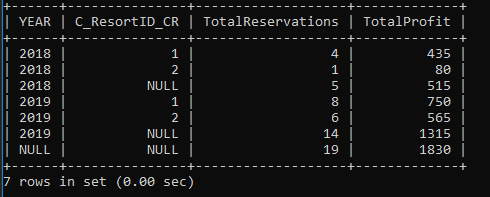 +------+---------------+-------------------+-------------+
| YEAR | C_ResortID_CR | TotalReservations | TotalProfit |
+------+---------------+-------------------+-------------+
| 2018 |             1 |                 4 |         435 |
| 2018 |             2 |                 1 |          80 |
| 2018 |          NULL |                 5 |         515 |
| 2019 |             1 |                 8 |         750 |
| 2019 |             2 |                 6 |         565 |
| 2019 |          NULL |                14 |        1315 |
| NULL |          NULL |                19 |        1830 |
+------+---------------+-------------------+-------------+
7 rows in set (0.00 sec)